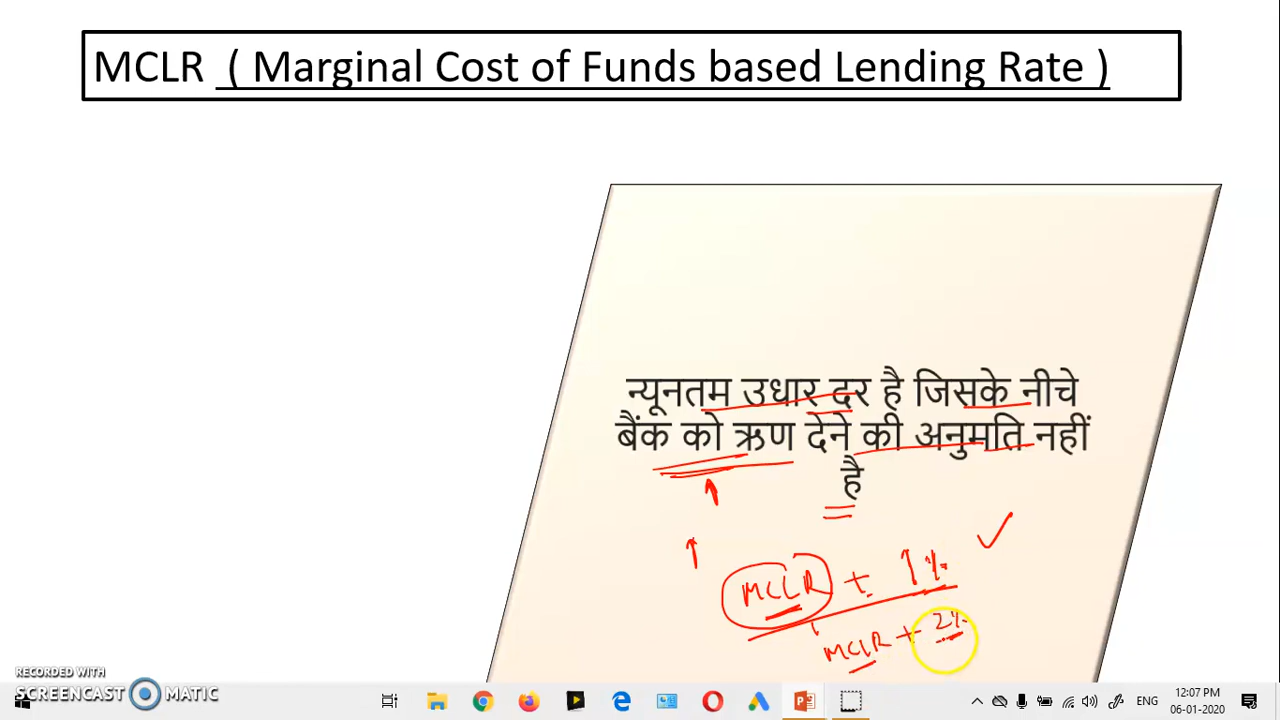 MCLR ( Marginal Cost of Funds based Lending Rate )
न्यूनतम उधार दर है जिसके नीचे
बैंक को ऋण देने की अनुमति नहीं
है
MCLR + 1%
MCLR + 2%
RECORDED WITH
SCREENCAST MATIC
ENG
12:07 PM
06-01-2020